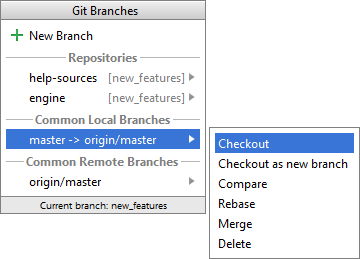 Git Branches
New Branch
Repositories
help-sources [new_features]
engine [new_features]
Common Local Branches
master -> origin/master
Common Remote Branches
origin/master
Current branch: new_features
Checkout
Checkout as new branch
Compare
Rebase
Merge
Delete